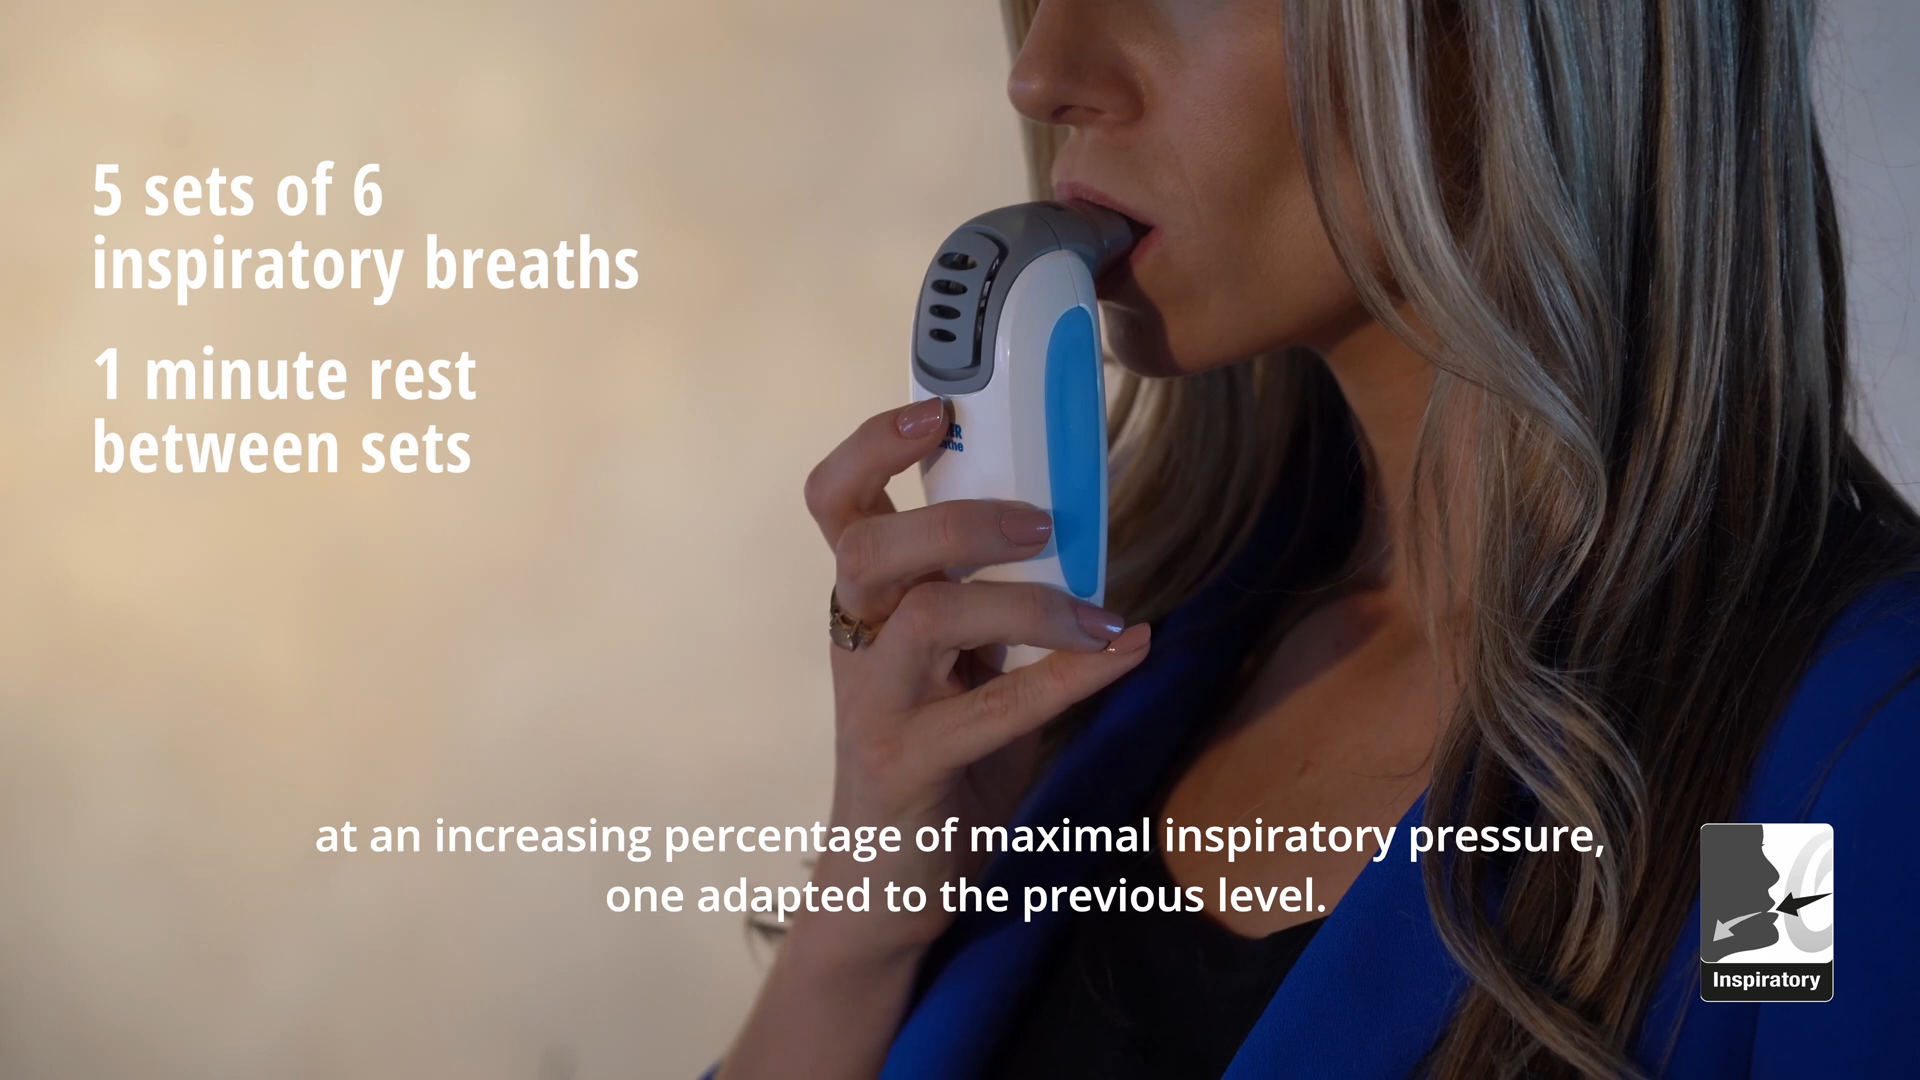 5 sets of 6
inspiratory breaths
1 minute rest
between sets
at an increasing percentage of maximal inspiratory pressure,
one adapted to the previous level.
Inspiratory